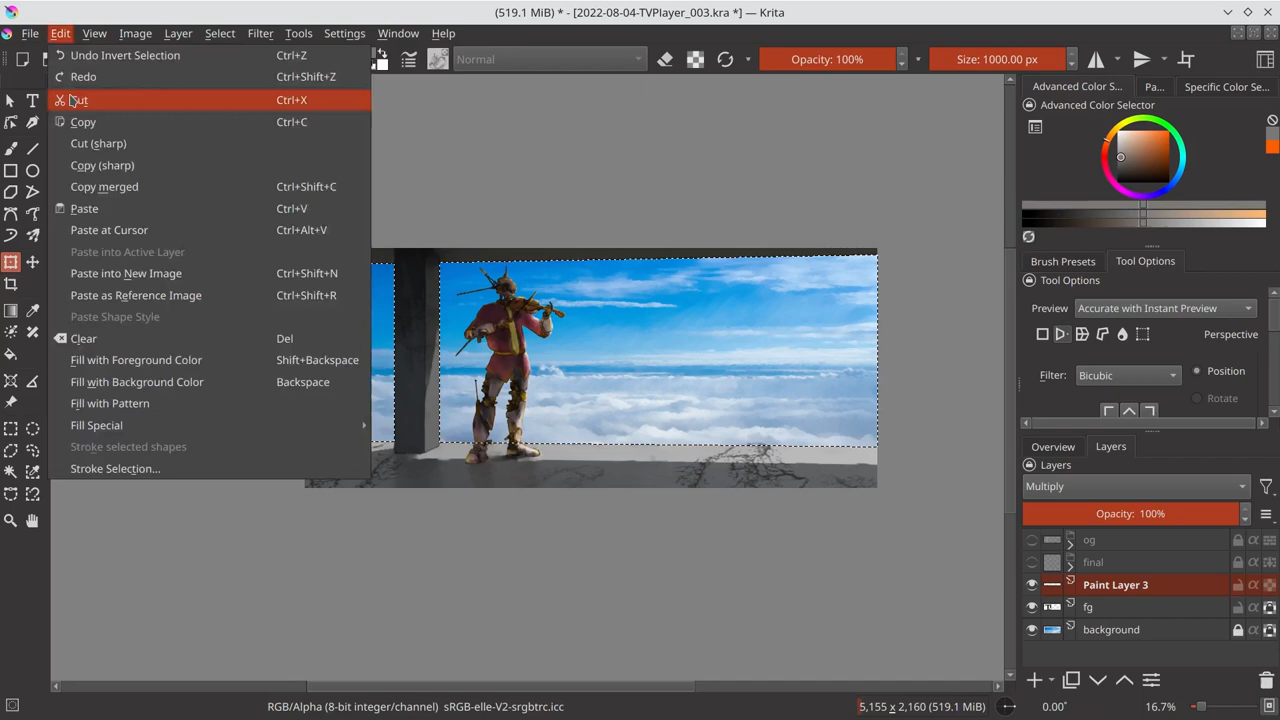 (519.1 MiB) * - [2022-08-04-TVPlayer_003.kra *] — Krita
File Edit View Image Layer Select Filter Tools Settings Window Help
Normal Opacity: 100% Size: 1000.00 px
Undo Invert Selection Ctrl+Z
Redo Ctrl+Shift+Z
Cut Ctrl+X
Copy Ctrl+C
Cut (sharp)
Copy (sharp)
Copy merged Ctrl+Shift+C
Paste Ctrl+V
Paste at Cursor Ctrl+Alt+V
Paste into Active Layer
Paste into New Image Ctrl+Shift+N
Paste as Reference Image Ctrl+Shift+R
Paste Shape Style
Clear Del
Fill with Foreground Color Shift+Backspace
Fill with Background Color Backspace
Fill with Pattern
Fill Special
Stroke selected shapes
Stroke Selection...
Advanced Color S... Pa... Specific Color Se...
Advanced Color Selector
Brush Presets Tool Options
Tool Options
Preview Accurate with Instant Preview
Perspective
Filter: Bicubic Position
Rotate
Overview Layers
Layers
Multiply
Opacity: 100%
og
final
Paint Layer 3
fg
background
RGB/Alpha (8-bit integer/channel) sRGB-elle-V2-srgbtrc.icc 5,155 x 2,160 (519.1 MiB) 0.00° 16.7%